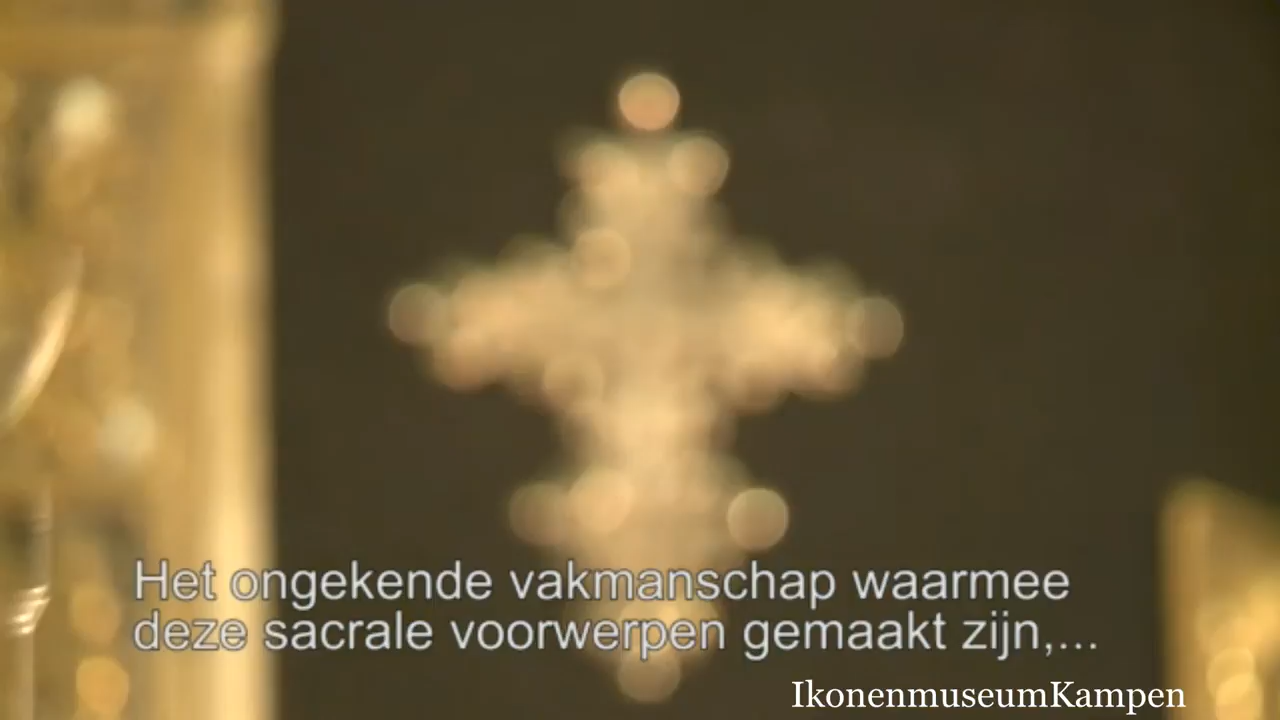 Het ongekende vakmanschap waarmee
deze sacrale voorwerpen gemaakt zijn,...
IkonenmuseumKampen